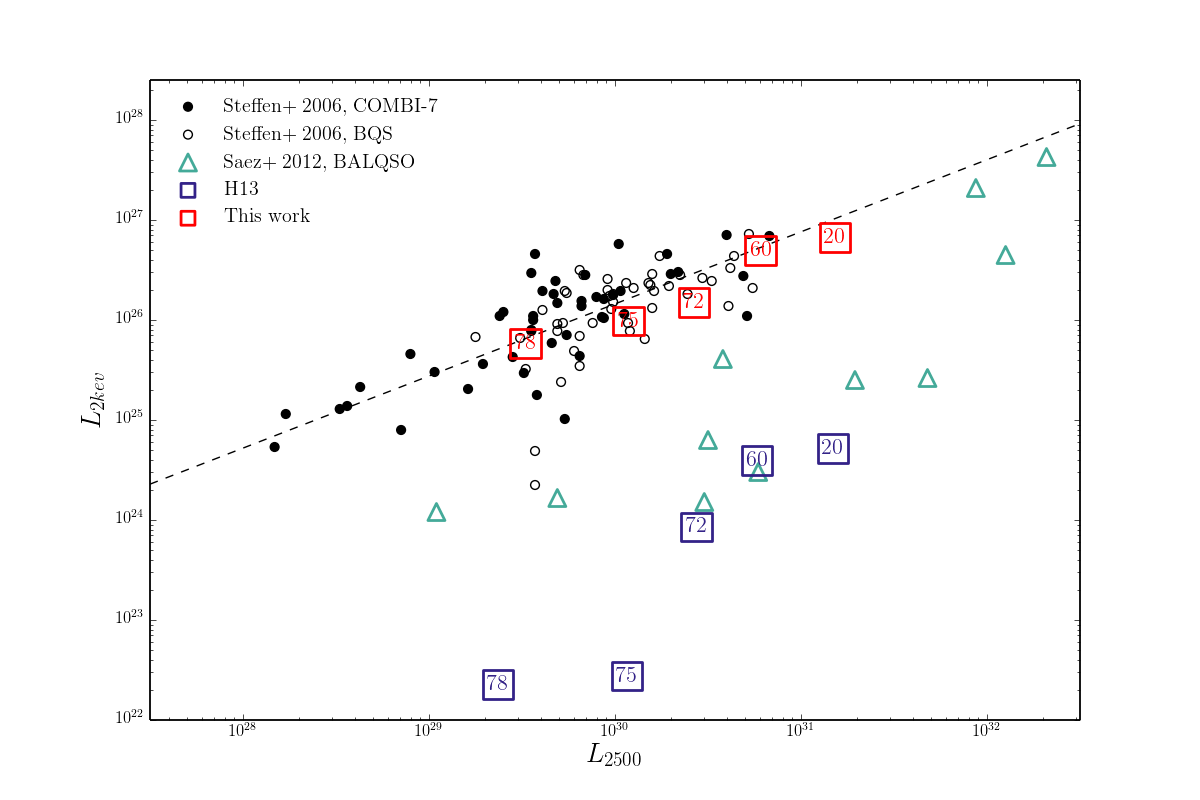 Steffen+ 2006, COMBI-7
Steffen+ 2006, BQS
Saez+ 2012, BALQSO
H13
This work
10^28
10^27
10^26
10^25
10^24
10^23
10^22
L_2kev
60
20
72
75
78
60
20
72
78
75
10^28 10^29 10^30 10^31 10^32
L_2500